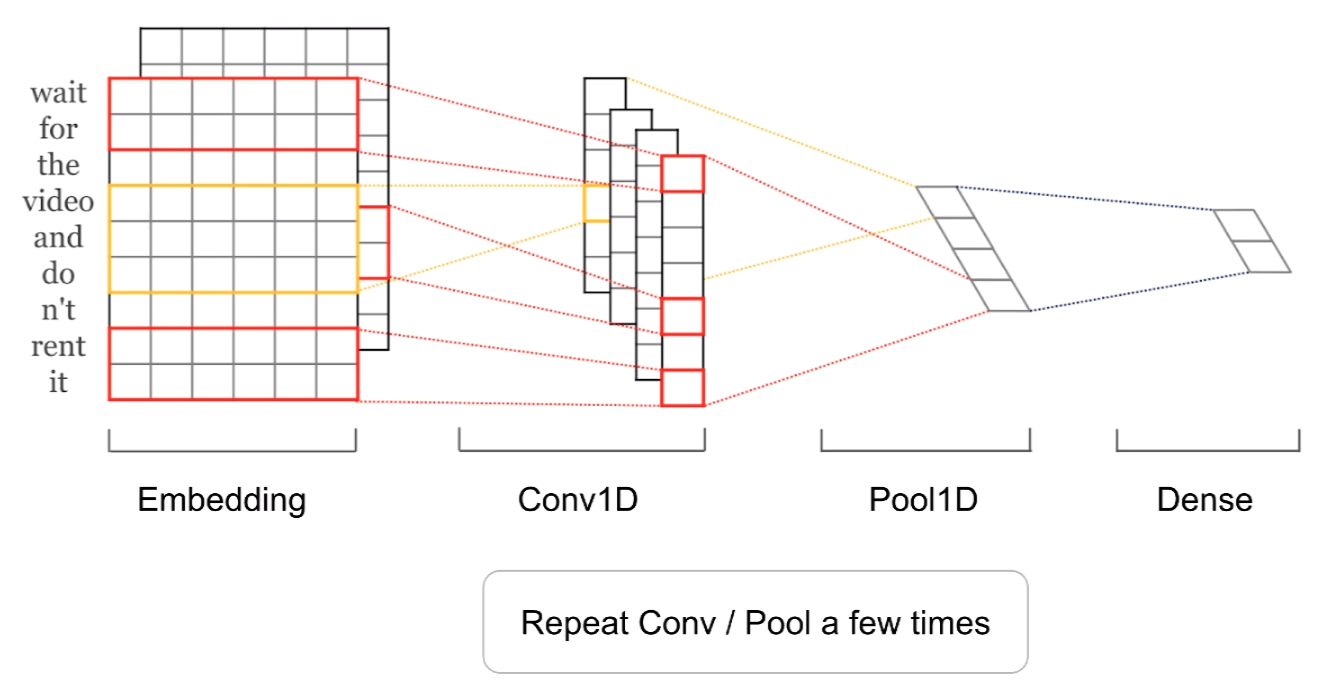 wait
for
the
video
and
do
n't
rent
it
Embedding
Conv1D
Pool1D
Dense
Repeat Conv / Pool a few times